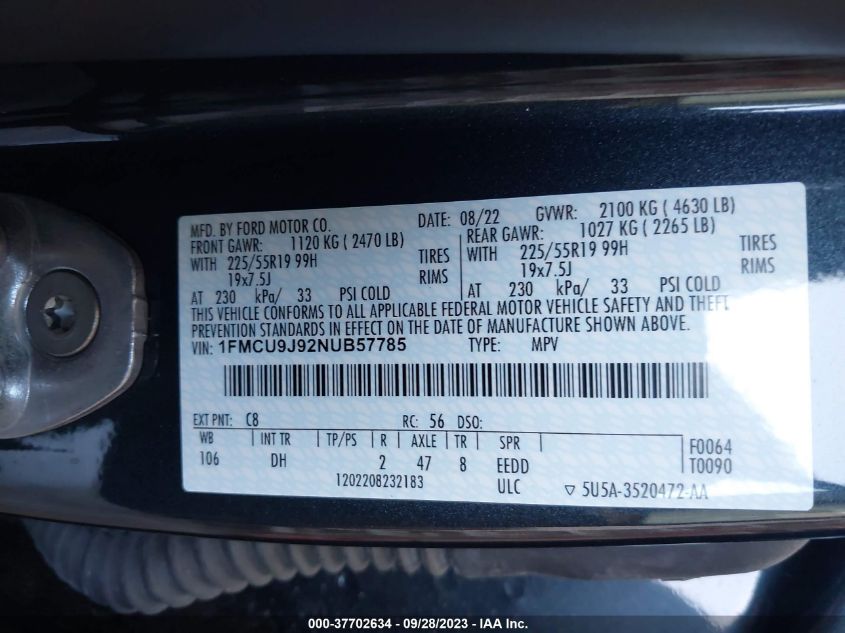 MFD. BY FORD MOTOR CO. DATE: 08/22 GVWR: 2100 KG ( 4630 LB)
FRONT GAWR: 1120 KG ( 2470 LB) REAR GAWR: 1027 KG ( 2265 LB)
WITH 225/55R19 99H TIRES WITH 225/55R19 99H TIRES
19x7.5J RIMS 19x7.5J RIMS
AT 230 kPa/ 33 PSI COLD AT 230 kPa/ 33 PSI COLD
THIS VEHICLE CONFORMS TO ALL APPLICABLE FEDERAL MOTOR VEHICLE SAFETY AND THEFT
PREVENTION STANDARDS IN EFFECT ON THE DATE OF MANUFACTURE SHOWN ABOVE.
VIN: 1FMCU9J92NUB57785 TYPE: MPV
EXT PNT: C8 RC: 56 DSO:
WB INT TR TP/PS R AXLE TR SPR F0064
106 DH 2 47 8 EEDD T0090
1202208232183 ULC ▽ 5U5A-3520472-AA
000-37702634 / 09/28/2023 - IAA Inc.